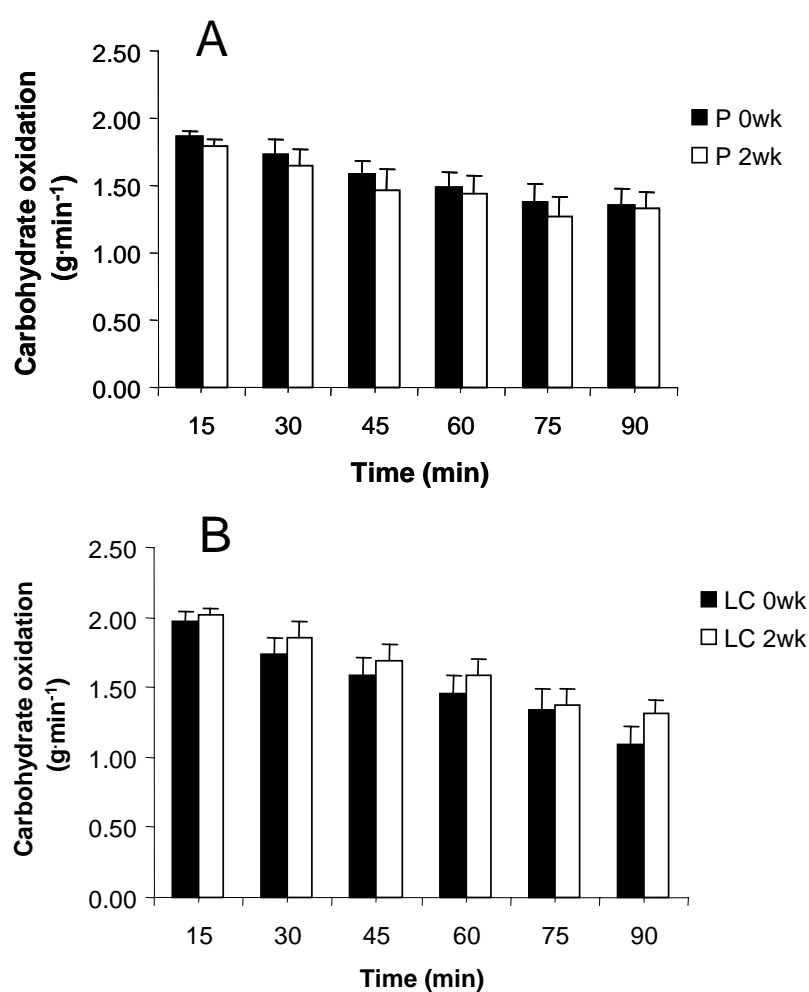 A
2.50
2.00
1.50
1.00
0.50
0.00
Carbohydrate oxidation
(g·min-1)
15 30 45 60 75 90
Time (min)
P 0wk
P 2wk
B
2.50
2.00
1.50
1.00
0.50
0.00
Carbohydrate oxidation
(g·min-1)
15 30 45 60 75 90
Time (min)
LC 0wk
LC 2wk